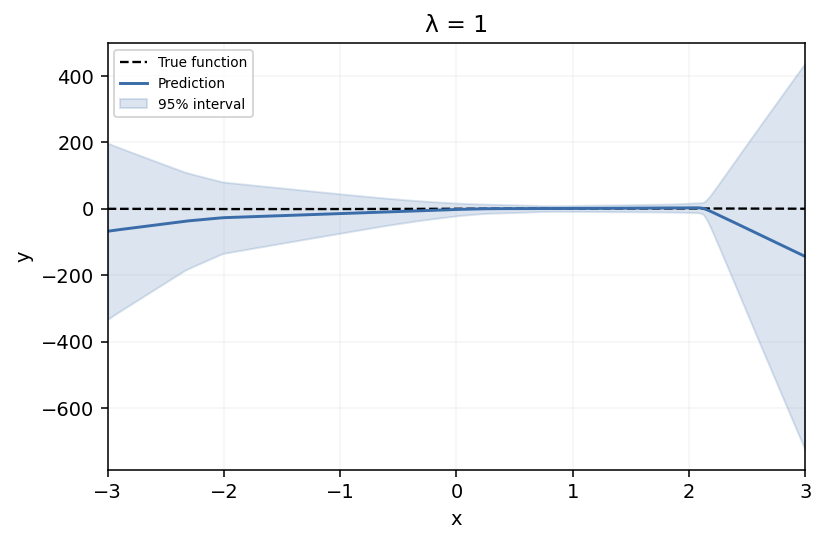 λ = 1
True function
Prediction
95% interval
400
200
0
−200
−400
−600
y
−3
−2
−1
0
1
2
3
x